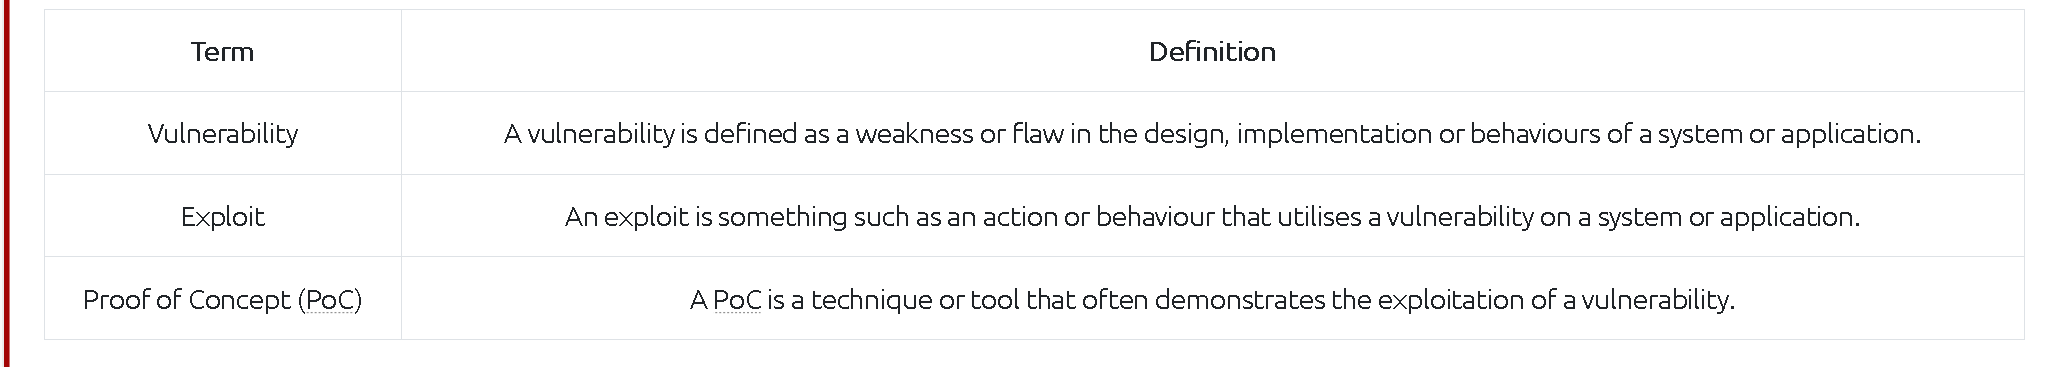 Term Definition
Vulnerability A vulnerability is defined as a weakness or flaw in the design, implementation or behaviours of a system or application.
Exploit An exploit is something such as an action or behaviour that utilises a vulnerability on a system or application.
Proof of Concept (PoC) A PoC is a technique or tool that often demonstrates the exploitation of a vulnerability.